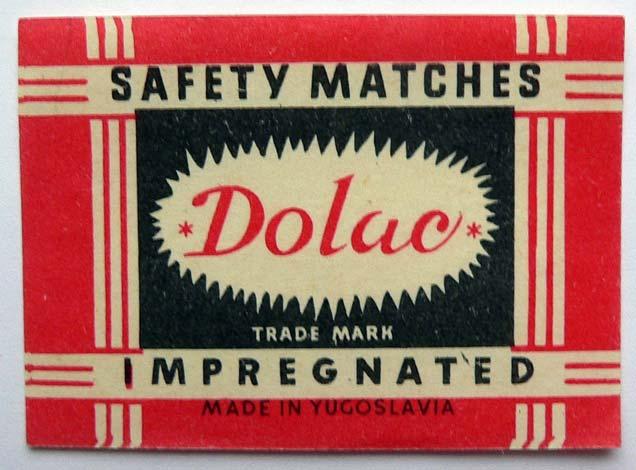 SAFETY MATCHES
*Dolac*
TRADE MARK
IMPREGNATED
MADE IN YUGOSLAVIA